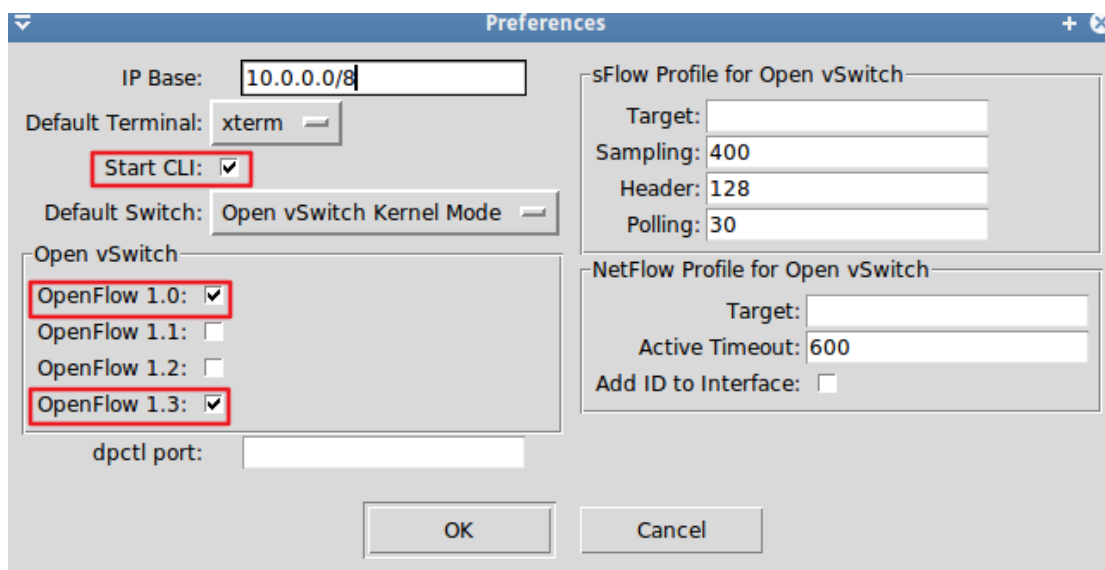 Preferences
IP Base: 10.0.0.0/8
Default Terminal: xterm
Start CLI:
Default Switch: Open vSwitch Kernel Mode
Open vSwitch
OpenFlow 1.0:
OpenFlow 1.1:
OpenFlow 1.2:
OpenFlow 1.3:
dpctl port:
sFlow Profile for Open vSwitch
Target:
Sampling: 400
Header: 128
Polling: 30
NetFlow Profile for Open vSwitch
Target:
Active Timeout: 600
Add ID to Interface:
OK
Cancel